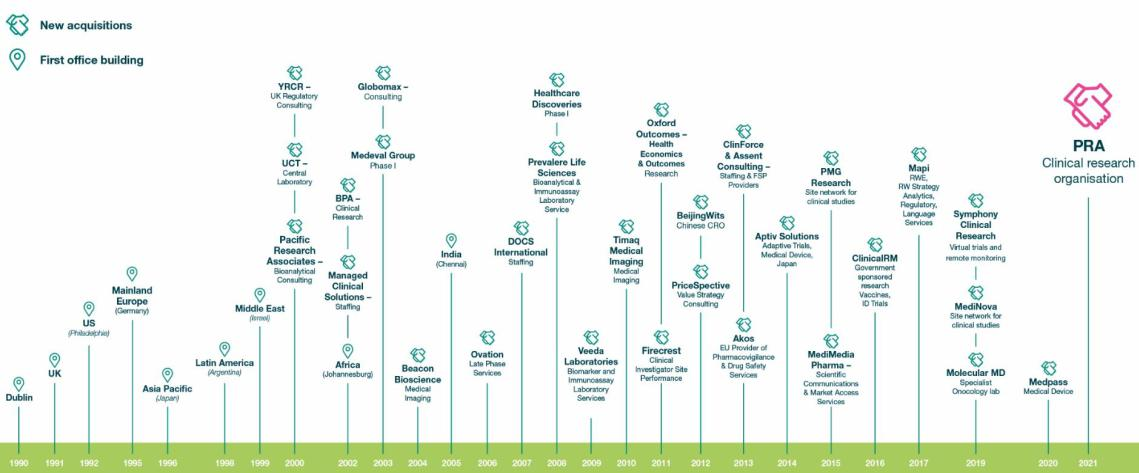 New acquisitions
First office building
Dublin
UK
US
(Philadelphia)
Mainland
Europe
(Germany)
Asia Pacific
(Japan)
Latin America
(Argentina)
Middle East
(Israel)
YRCR –
UK Regulatory
Consulting
UCT –
Central
Laboratory
Pacific
Research
Associates –
Bioanalytical
Consulting
BPA –
Clinical
Research
Managed
Clinical
Solutions –
Staffing
Africa
(Johannesburg)
Globomax –
Consulting
Medeval Group
Phase I
Beacon
Bioscience
Medical
Imaging
India
(Chennai)
Ovation
Late Phase
Services
DOCS
International
Staffing
Healthcare
Discoveries
Phase I
Prevalere Life
Sciences
Bioanalytical &
Immunoassay
Laboratory
Service
Veeda
Laboratories
Biomarker and
Immunoassay
Laboratory
Services
Timaq
Medical
Imaging
Medical
Imaging
Oxford
Outcomes –
Health
Economics
& Outcomes
Research
Firecrest
Clinical
Investigator Site
Performance
BeijingWits
Chinese CRO
PriceSpective
Value Strategy
Consulting
ClinForce
& Assent
Consulting –
Staffing & FSP
Providers
Akos
EU Provider of
Pharmacovigilance
& Drug Safety
Services
Aptiv Solutions
Adaptive Trials,
Medical Device,
Japan
PMG
Research
Site network for
clinical studies
MediMedia
Pharma –
Scientific
Communications
& Market Access
Services
ClinicalRM
Government
sponsored
research
Vaccines,
ID Trials
Mapi
RWE,
RW Strategy
Analytics,
Regulatory,
Language
Services
Symphony
Clinical
Research
Virtual trials and
remote monitoring
MediNova
Site network for
clinical studies
Molecular MD
Specialist
Onocology lab
Medpass
Medical Device
PRA
Clinical research
organisation
1990 1991 1992 1995 1996 1998 1999 2000 2002 2003 2004 2005 2006 2007 2008 2009 2010 2011 2012 2013 2014 2015 2016 2017 2019 2020 2021